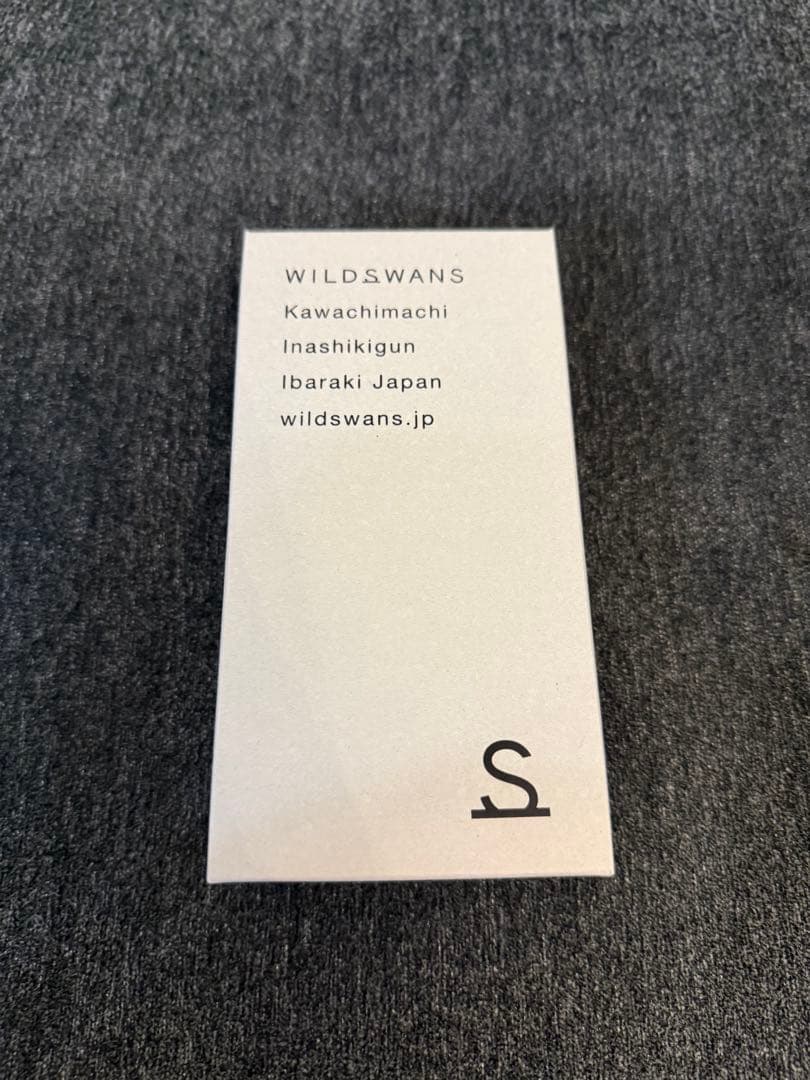 WILDSWANS
Kawachimachi
Inashikigun
Ibaraki Japan
wildswans.jp
S